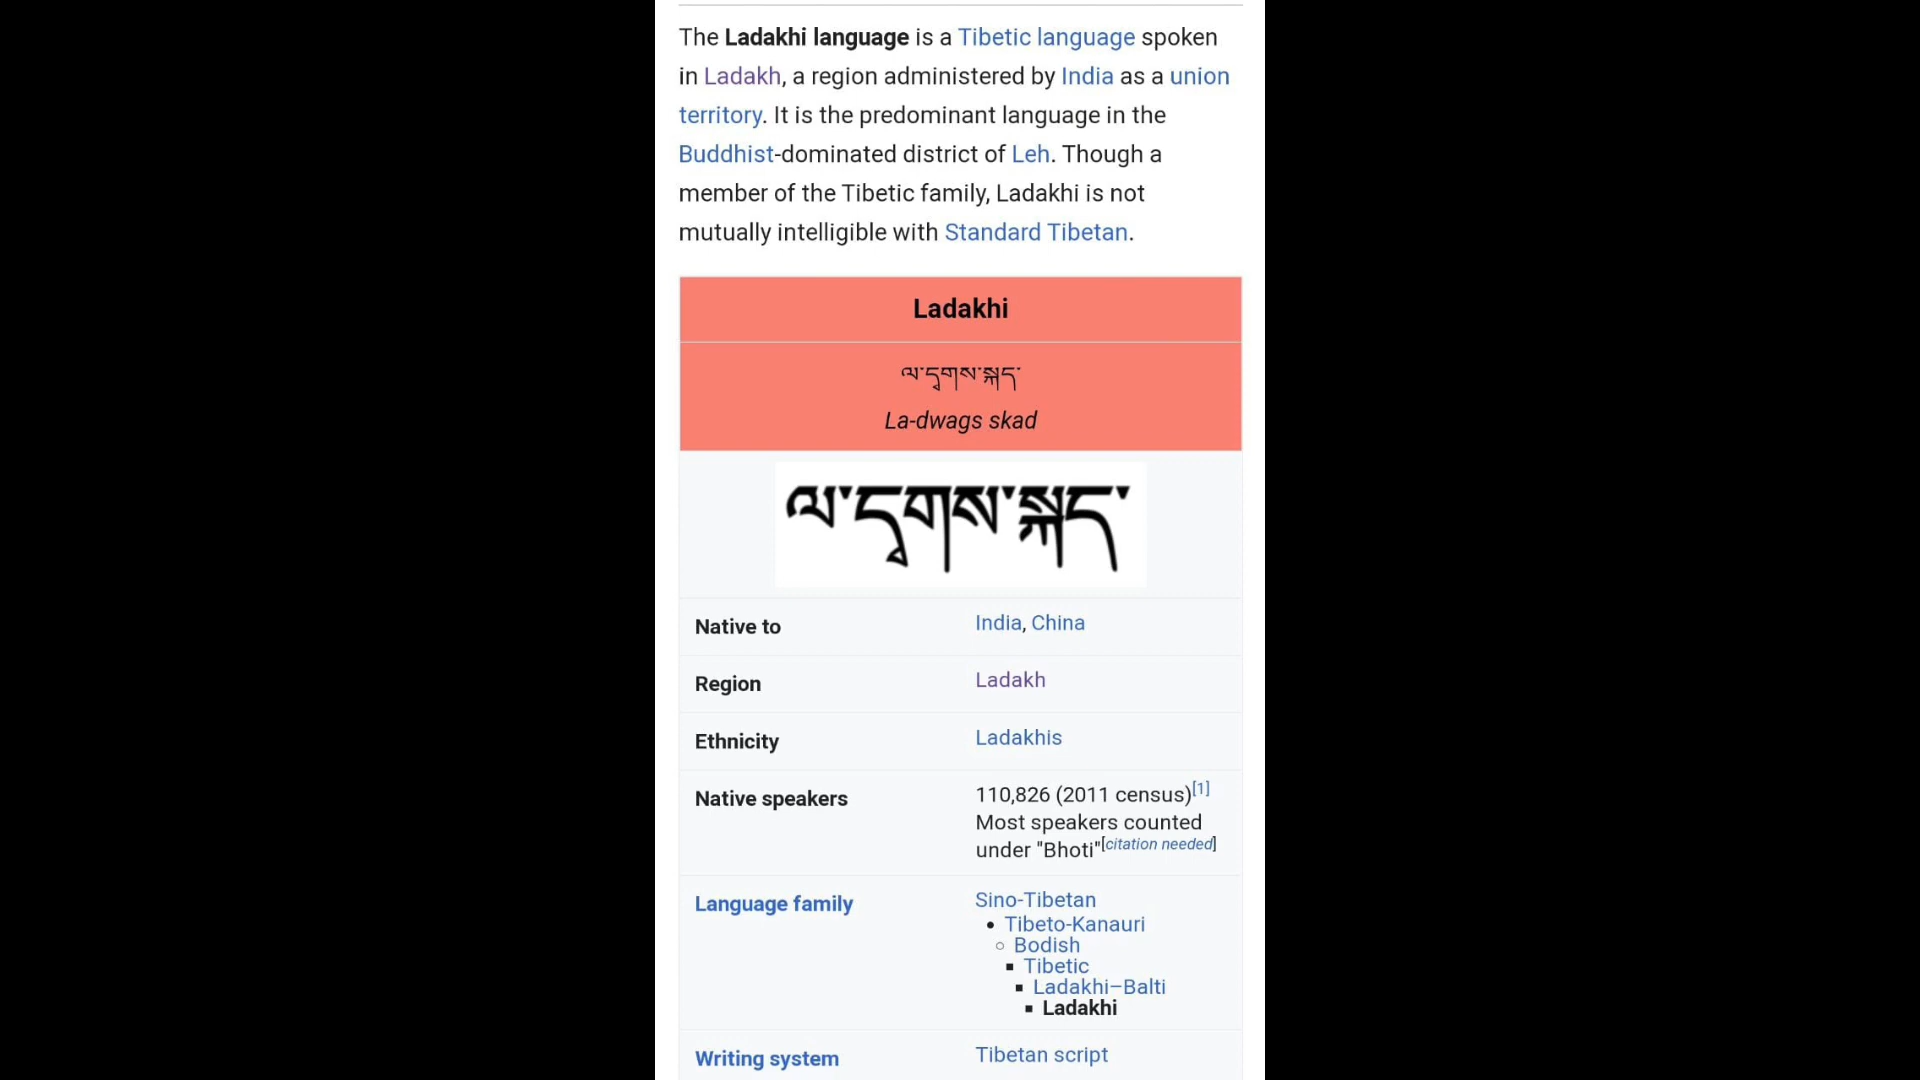 The Ladakhi language is a Tibetic language spoken
in Ladakh, a region administered by India as a union
territory. It is the predominant language in the
Buddhist-dominated district of Leh. Though a
member of the Tibetic family, Ladakhi is not
mutually intelligible with Standard Tibetan.
Ladakhi
ལ་དྭགས་སྐད་
La-dwags skad
ལ་དྭགས་སྐད་
Native to India, China
Region Ladakh
Ethnicity Ladakhis
Native speakers 110,826 (2011 census)[1]
Most speakers counted
under "Bhoti"[citation needed]
Language family Sino-Tibetan
Tibeto-Kanauri
Bodish
Tibetic
Ladakhi–Balti
Ladakhi
Writing system Tibetan script